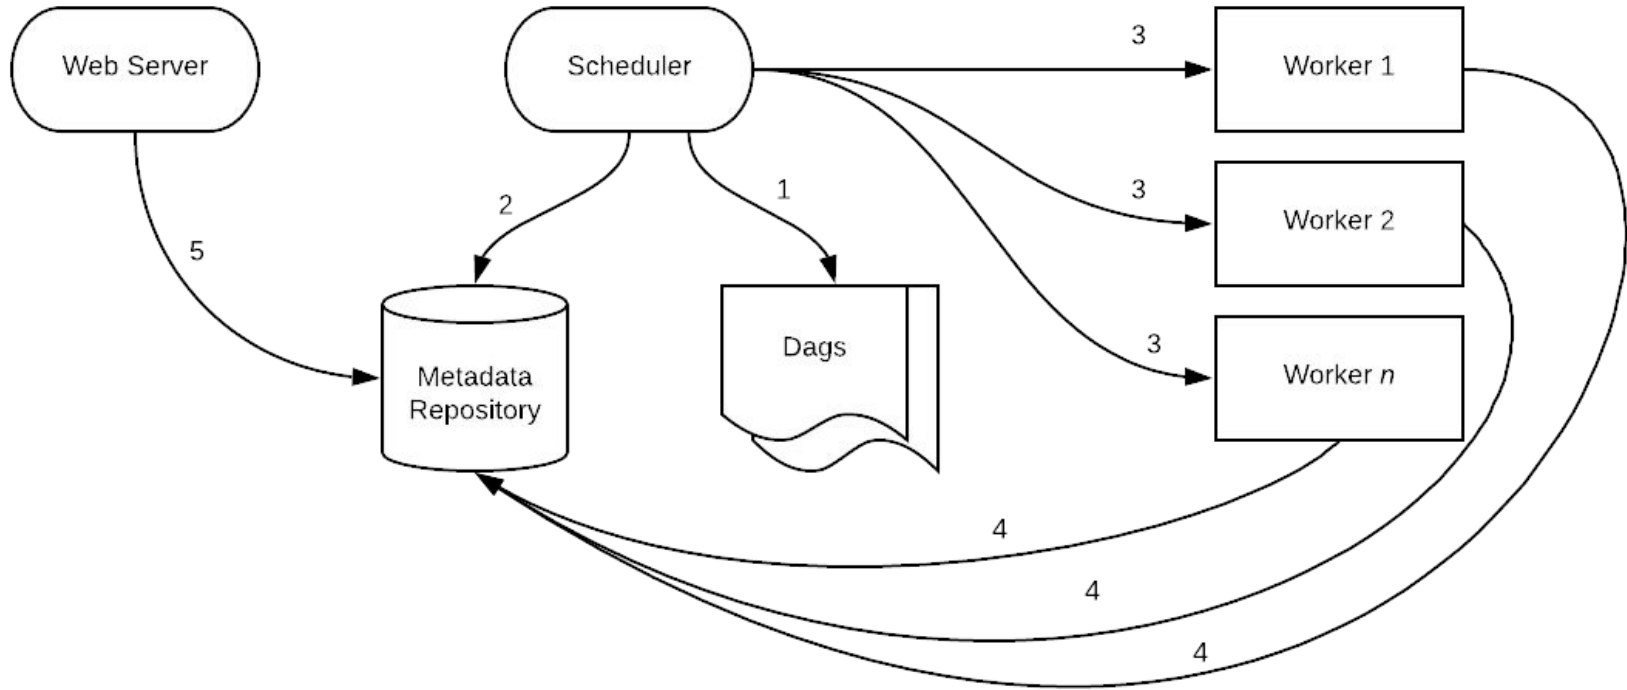 Web Server
Scheduler
3
Worker 1
2
1
3
Worker 2
5
3
Worker n
Metadata
Repository
Dags
4
4
4